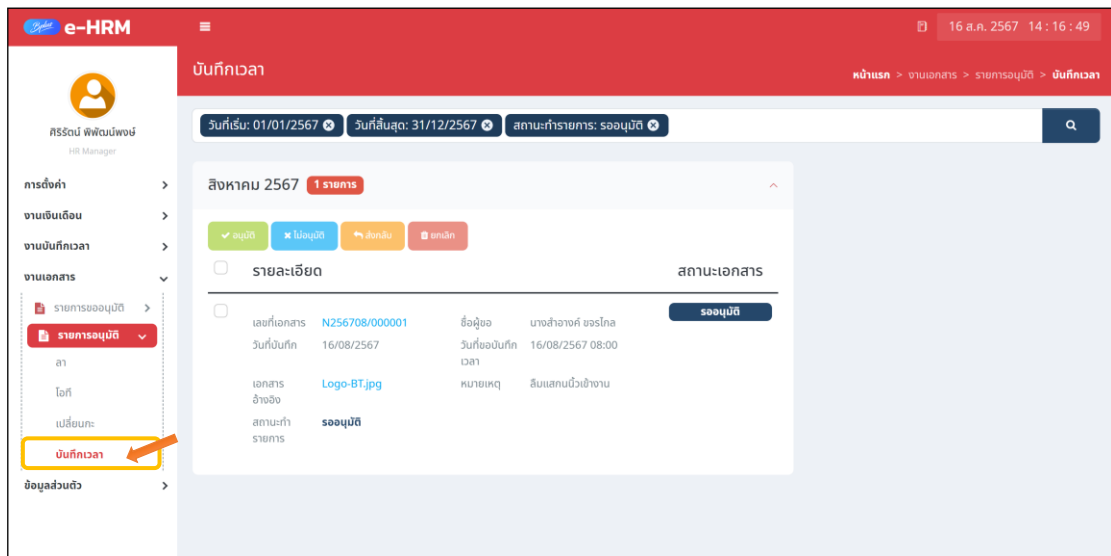 Bplus e-HRM
16 ส.ค. 2567 14 : 16 : 49
บันทึกเวลา
หน้าแรก > งานเอกสาร > รายการอนุมัติ > บันทึกเวลา
ศิริรัตน์ พิพัฒน์พงษ์
HR Manager
การตั้งค่า
งานเงินเดือน
งานบันทึกเวลา
งานเอกสาร
รายการขออนุมัติ
รายการอนุมัติ
ลา
โอที
เปลี่ยนกะ
บันทึกเวลา
ข้อมูลส่วนตัว
วันที่เริ่ม: 01/01/2567 วันที่สิ้นสุด: 31/12/2567 สถานะทำรายการ: รออนุมัติ
สิงหาคม 2567 1 รายการ
อนุมัติ ไม่อนุมัติ ส่งกลับ ยกเลิก
รายละเอียด สถานะเอกสาร
รออนุมัติ
เลขที่เอกสาร N256708/000001 ชื่อผู้ขอ นางสำอางค์ ขจรไกล
วันที่บันทึก 16/08/2567 วันที่ขอบันทึก 16/08/2567 08:00
เวลา
เอกสาร Logo-BT.jpg หมายเหตุ ลืมแสกนนิ้วเข้างาน
อ้างอิง
สถานะทำ รออนุมัติ
รายการ